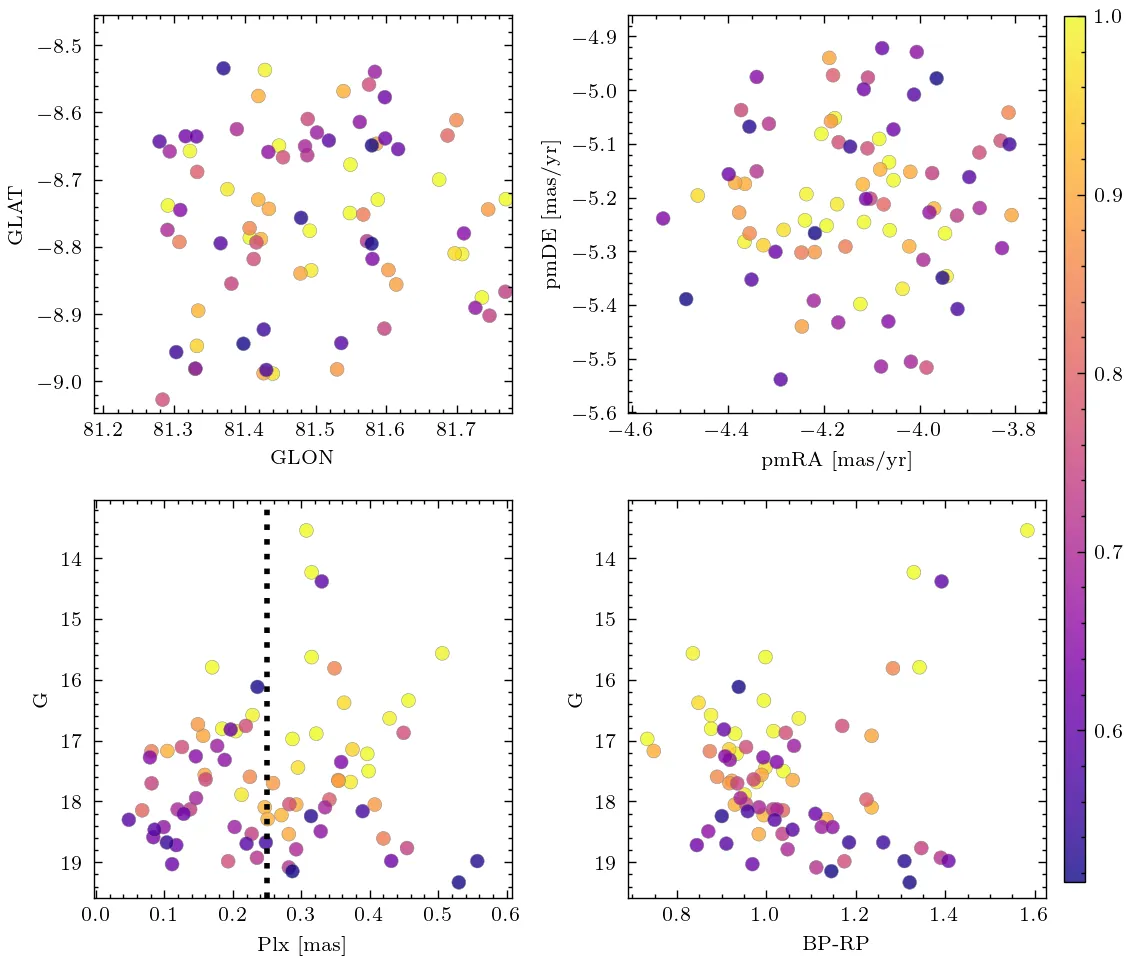 −8.5
−8.6
−8.7
−8.8
−8.9
−9.0
GLAT
81.2 81.3 81.4 81.5 81.6 81.7
GLON
−4.9
−5.0
−5.1
−5.2
−5.3
−5.4
−5.5
−5.6
pmDE [mas/yr]
−4.6 −4.4 −4.2 −4.0 −3.8
pmRA [mas/yr]
14
15
16
17
18
19
G
0.0 0.1 0.2 0.3 0.4 0.5 0.6
Plx [mas]
14
15
16
17
18
19
G
0.8 1.0 1.2 1.4 1.6
BP-RP
1.0
0.9
0.8
0.7
0.6